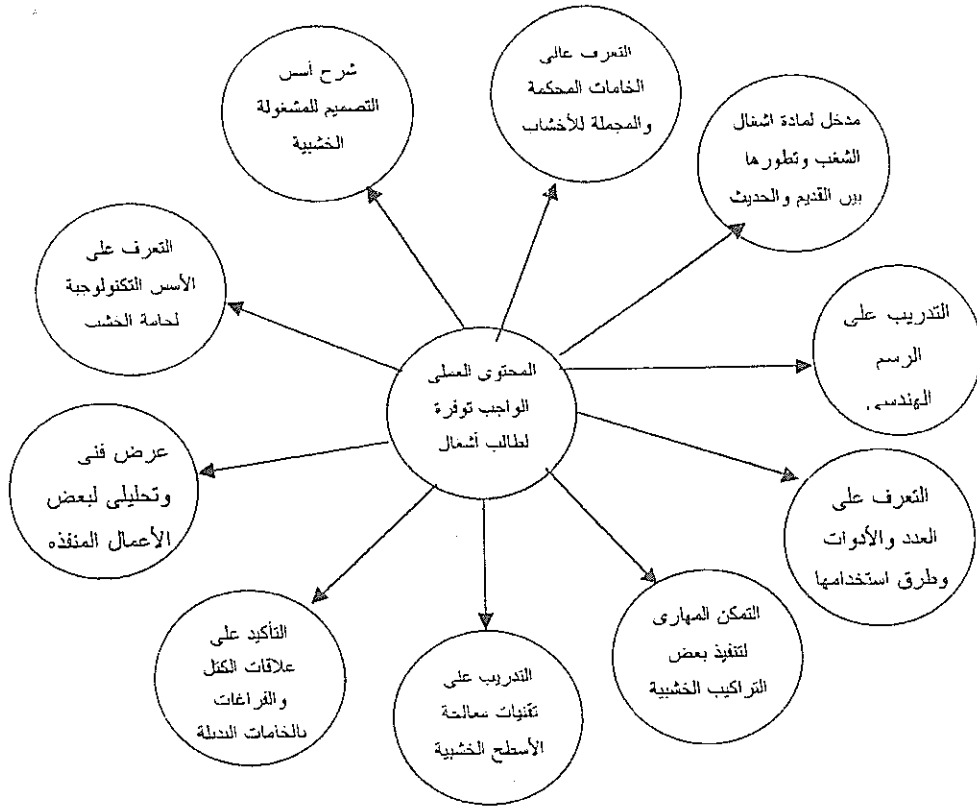 شرح أسس
التصميم للمشغولة
الخشبية
التعرف عالى
الخامات المحكمة
والمجملة للأخشاب
مدخل لمادة اشغال
الشغب وتطورها
بين القديم والحديث
التعرف على
الأسس التكنولوجية
لخامة الخشب
التدريب على
الرسم
الهندسى
المحتوى العملى
الواجب توفرة
لطالب أشغال
عرض فنى
وتحليلى لبعض
الأعمال المنفذه
التعرف على
العدد والأدوات
وطرق استخدامها
التأكيد على
علاقات الكتل
والفراغات
بالخامات البديلة
التدريب على
تقنيات معالجة
الأسطح الخشبية
التمكن المهارى
لتنفيذ بعض
التراكيب الخشبية